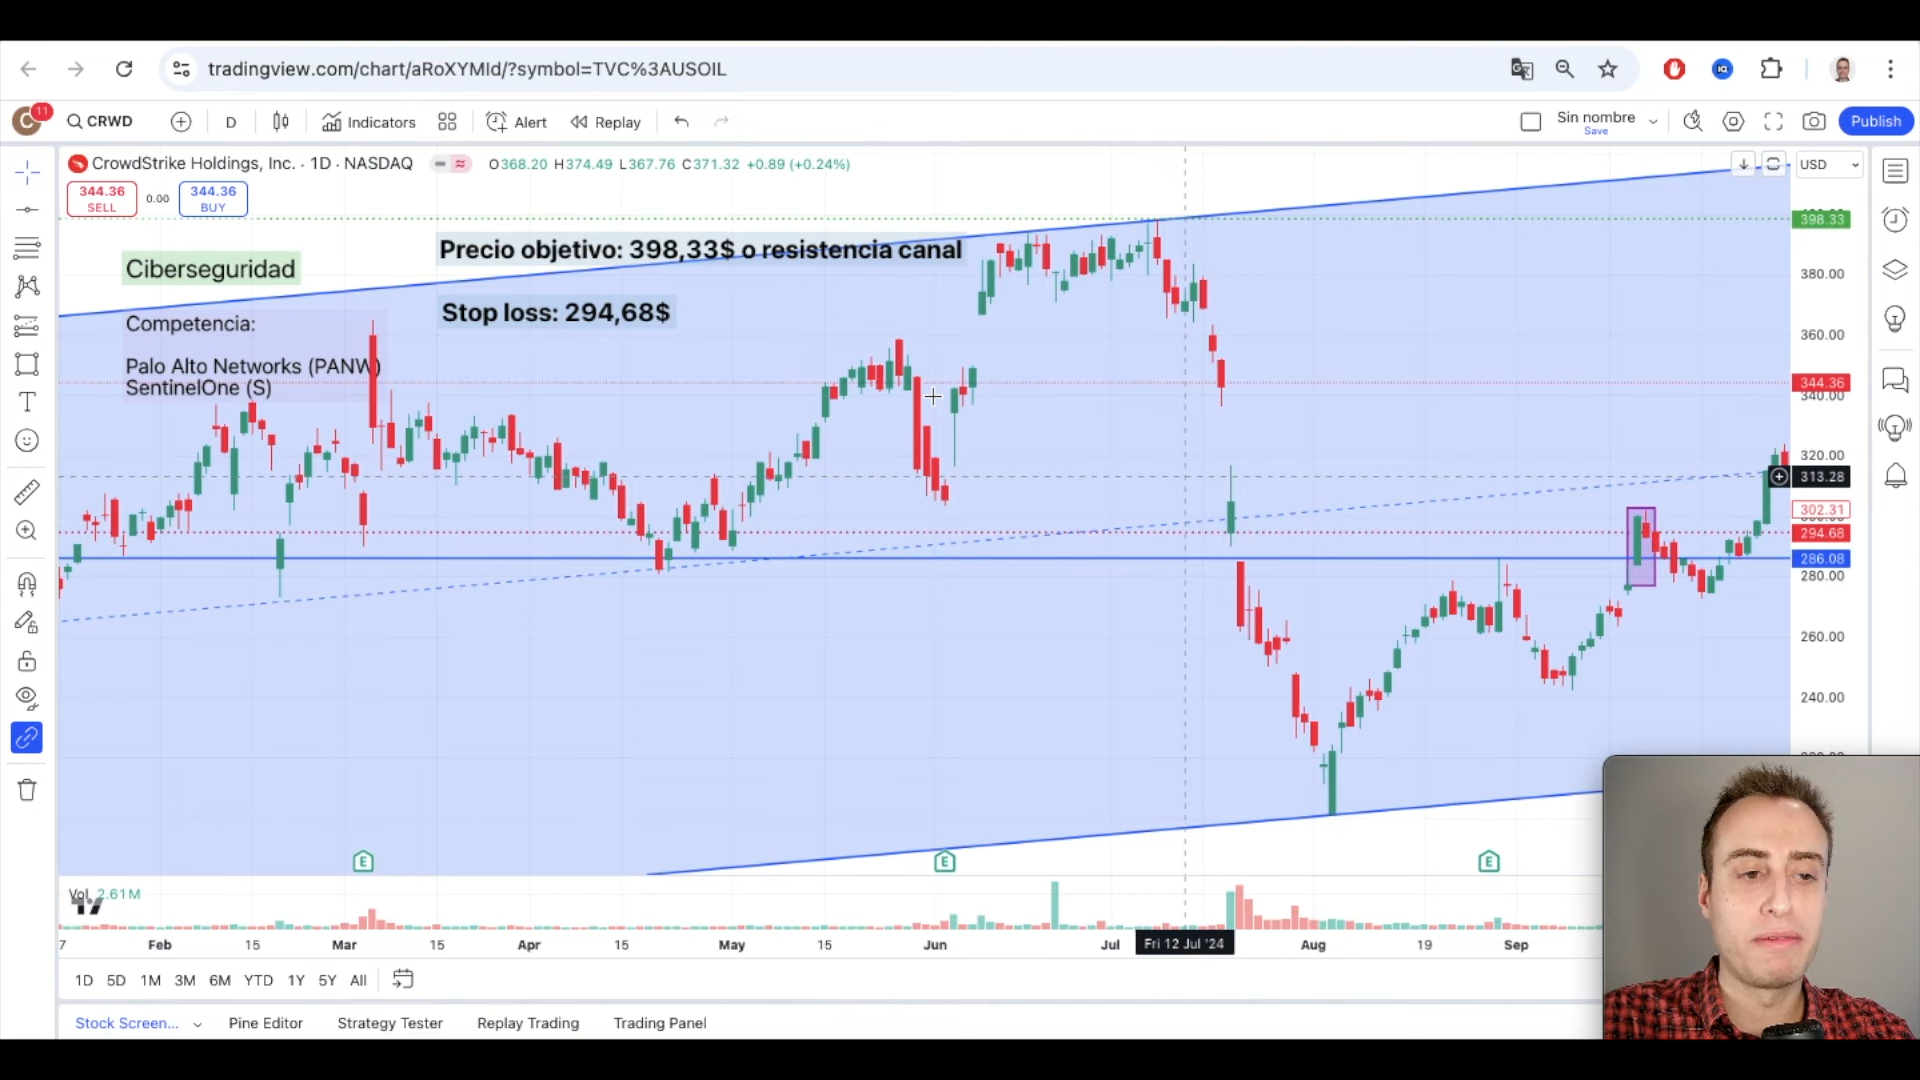 tradingview.com/chart/aRoXYMld/?symbol=TVC%3AUSOIL
C 11 CRWD D Indicators Alert Replay Sin nombre Save Publish
CrowdStrike Holdings, Inc. · 1D · NASDAQ O368.20 H374.49 L367.76 C371.32 +0.89 (+0.24%) USD
344.36 SELL 0.00 344.36 BUY
398.33
Precio objetivo: 398,33$ o resistencia canal
Ciberseguridad
380.00
Stop loss: 294,68$
Competencia:
360.00
Palo Alto Networks (PANW)
SentinelOne (S)
344.36
340.00
320.00
313.28
302.31
294.68
286.08
280.00
260.00
240.00
E E E
Vol 2.61M
7 Feb 15 Mar 15 Apr 15 May 15 Jun Jul Fri 12 Jul '24 Aug 19 Sep
1D 5D 1M 3M 6M YTD 1Y 5Y All
Stock Screen... Pine Editor Strategy Tester Replay Trading Trading Panel